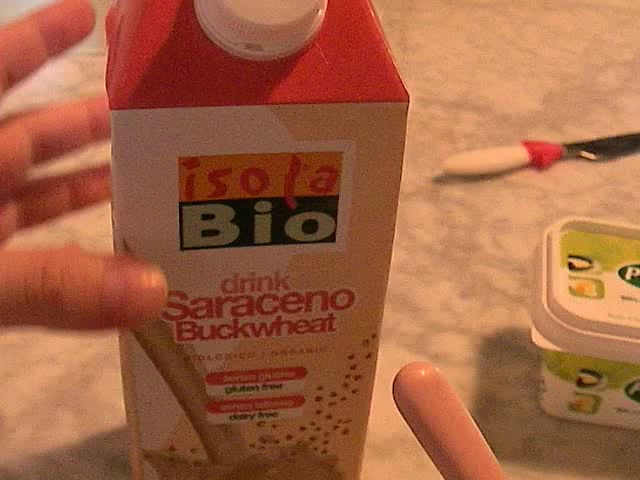 isola
Bio
drink
Saraceno
Buckwheat
BIOLOGICO / ORGANIC
gluten free
dairy free